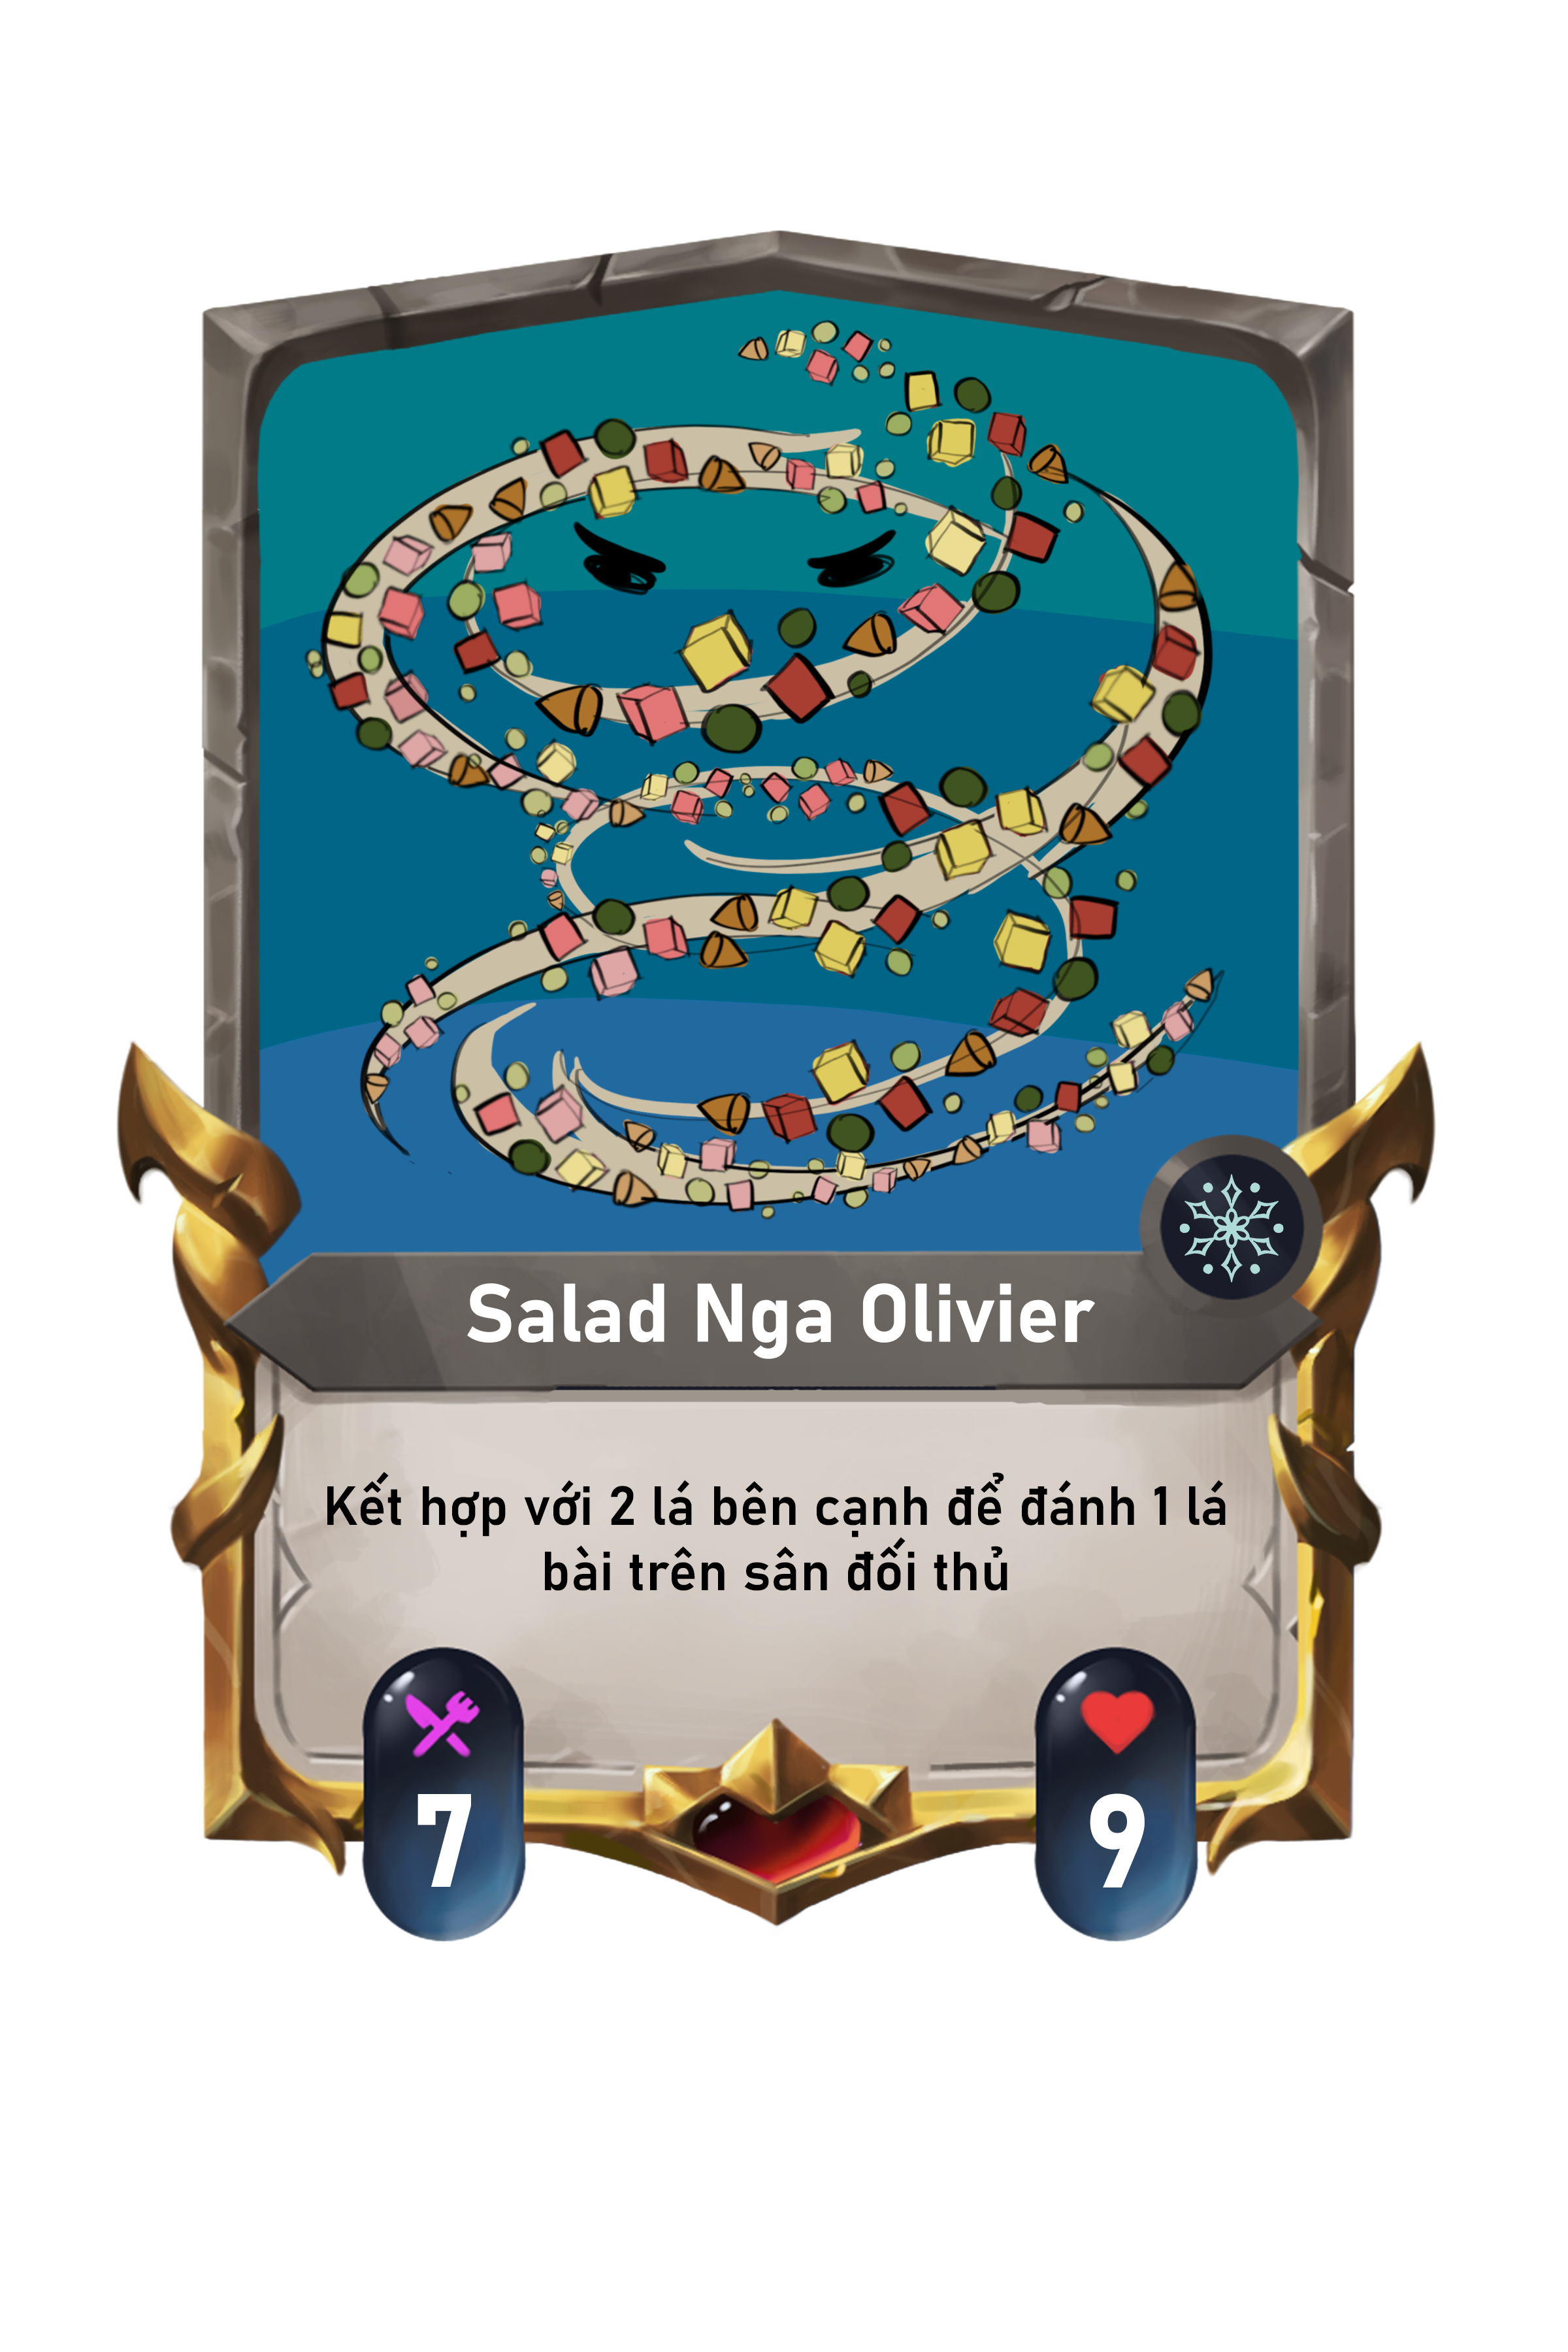 Salad Nga Olivier
Kết hợp với 2 lá bên cạnh để đánh 1 lá
bài trên sân đối thủ
7
9